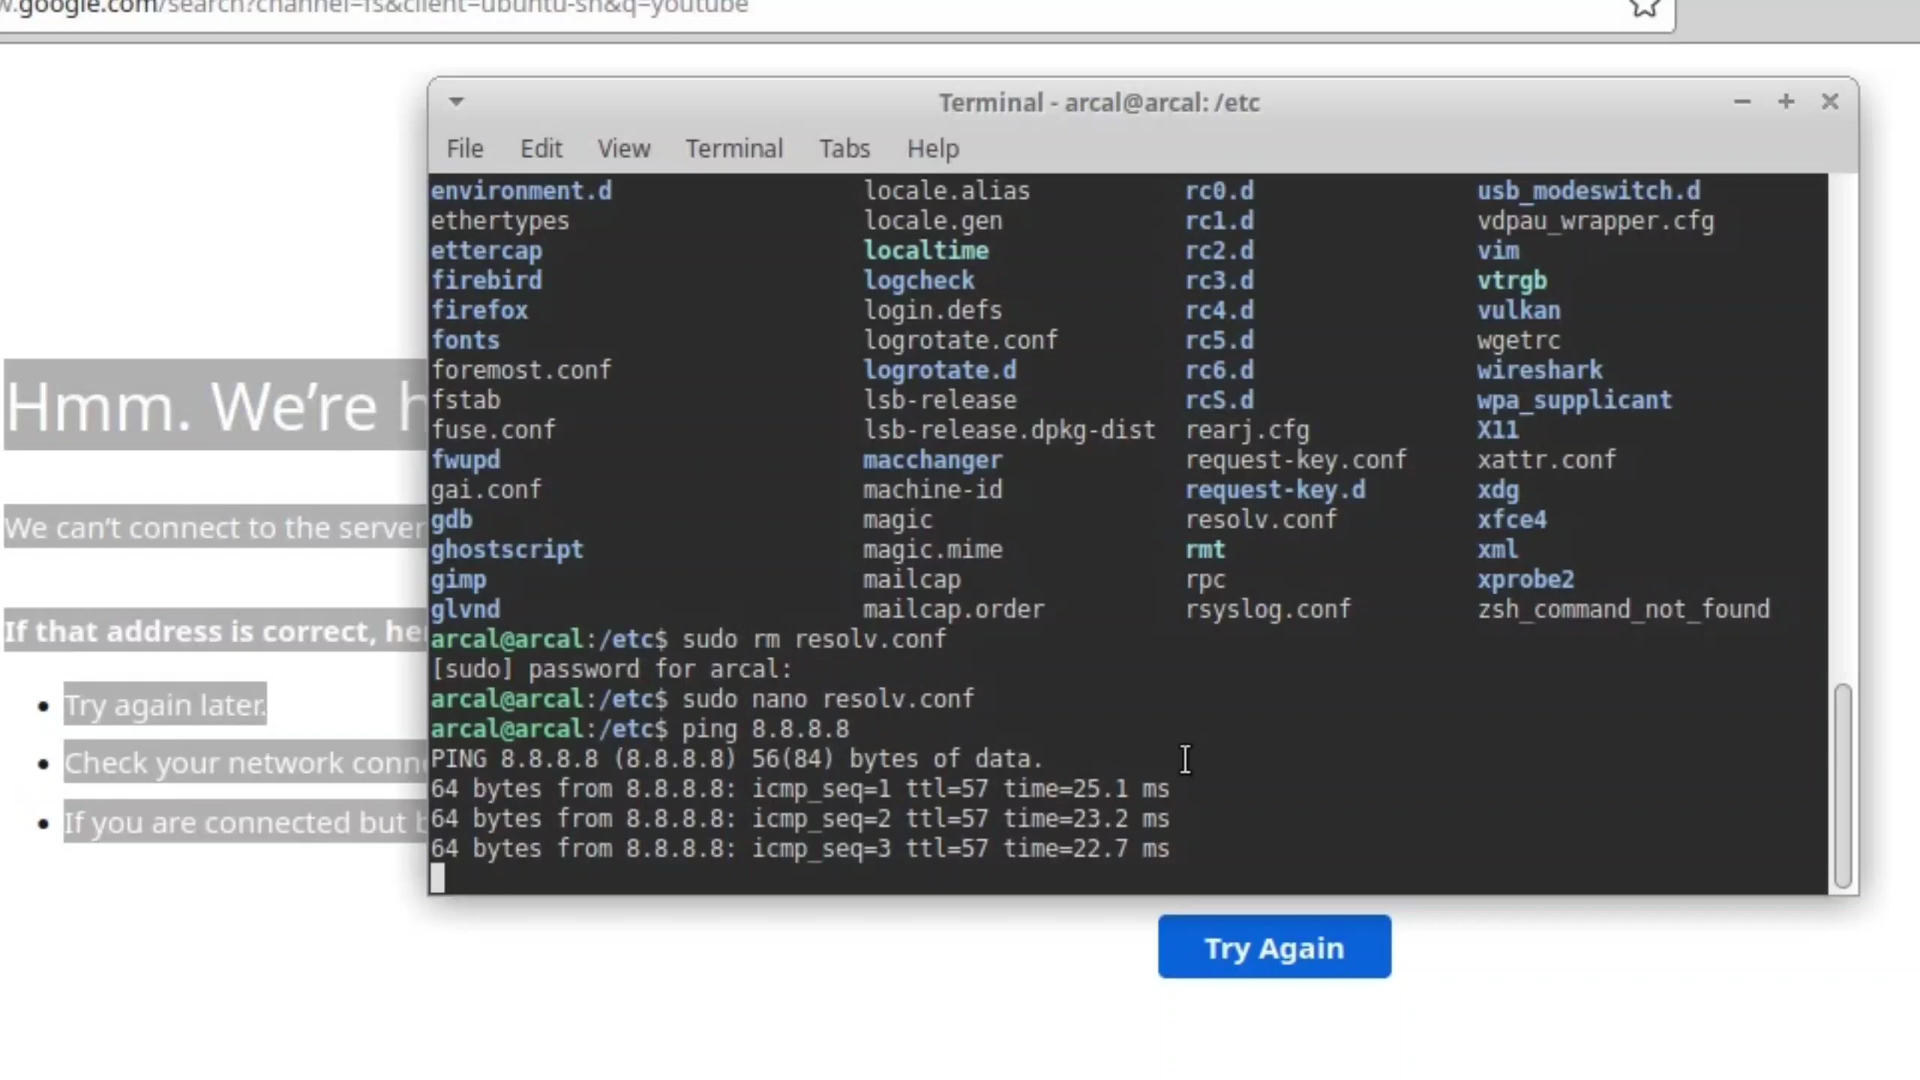 w.google.com/search?channel=fs&client=ubuntu-sn&q=youtube
Terminal - arcal@arcal: /etc
File Edit View Terminal Tabs Help
environment.d locale.alias rc0.d usb_modeswitch.d
ethertypes locale.gen rc1.d vdpau_wrapper.cfg
ettercap localtime rc2.d vim
firebird logcheck rc3.d vtrgb
firefox login.defs rc4.d vulkan
fonts logrotate.conf rc5.d wgetrc
foremost.conf logrotate.d rc6.d wireshark
fstab lsb-release rcS.d wpa_supplicant
fuse.conf lsb-release.dpkg-dist rearj.cfg X11
fwupd macchanger request-key.conf xattr.conf
gai.conf machine-id request-key.d xdg
gdb magic resolv.conf xfce4
ghostscript magic.mime rmt xml
gimp mailcap rpc xprobe2
glvnd mailcap.order rsyslog.conf zsh_command_not_found
arcal@arcal:/etc$ sudo rm resolv.conf
[sudo] password for arcal:
arcal@arcal:/etc$ sudo nano resolv.conf
arcal@arcal:/etc$ ping 8.8.8.8
PING 8.8.8.8 (8.8.8.8) 56(84) bytes of data.
64 bytes from 8.8.8.8: icmp_seq=1 ttl=57 time=25.1 ms
64 bytes from 8.8.8.8: icmp_seq=2 ttl=57 time=23.2 ms
64 bytes from 8.8.8.8: icmp_seq=3 ttl=57 time=22.7 ms
Hmm. We're h
We can't connect to the server
If that address is correct, her
Try again later.
Check your network conn
If you are connected but b
Try Again